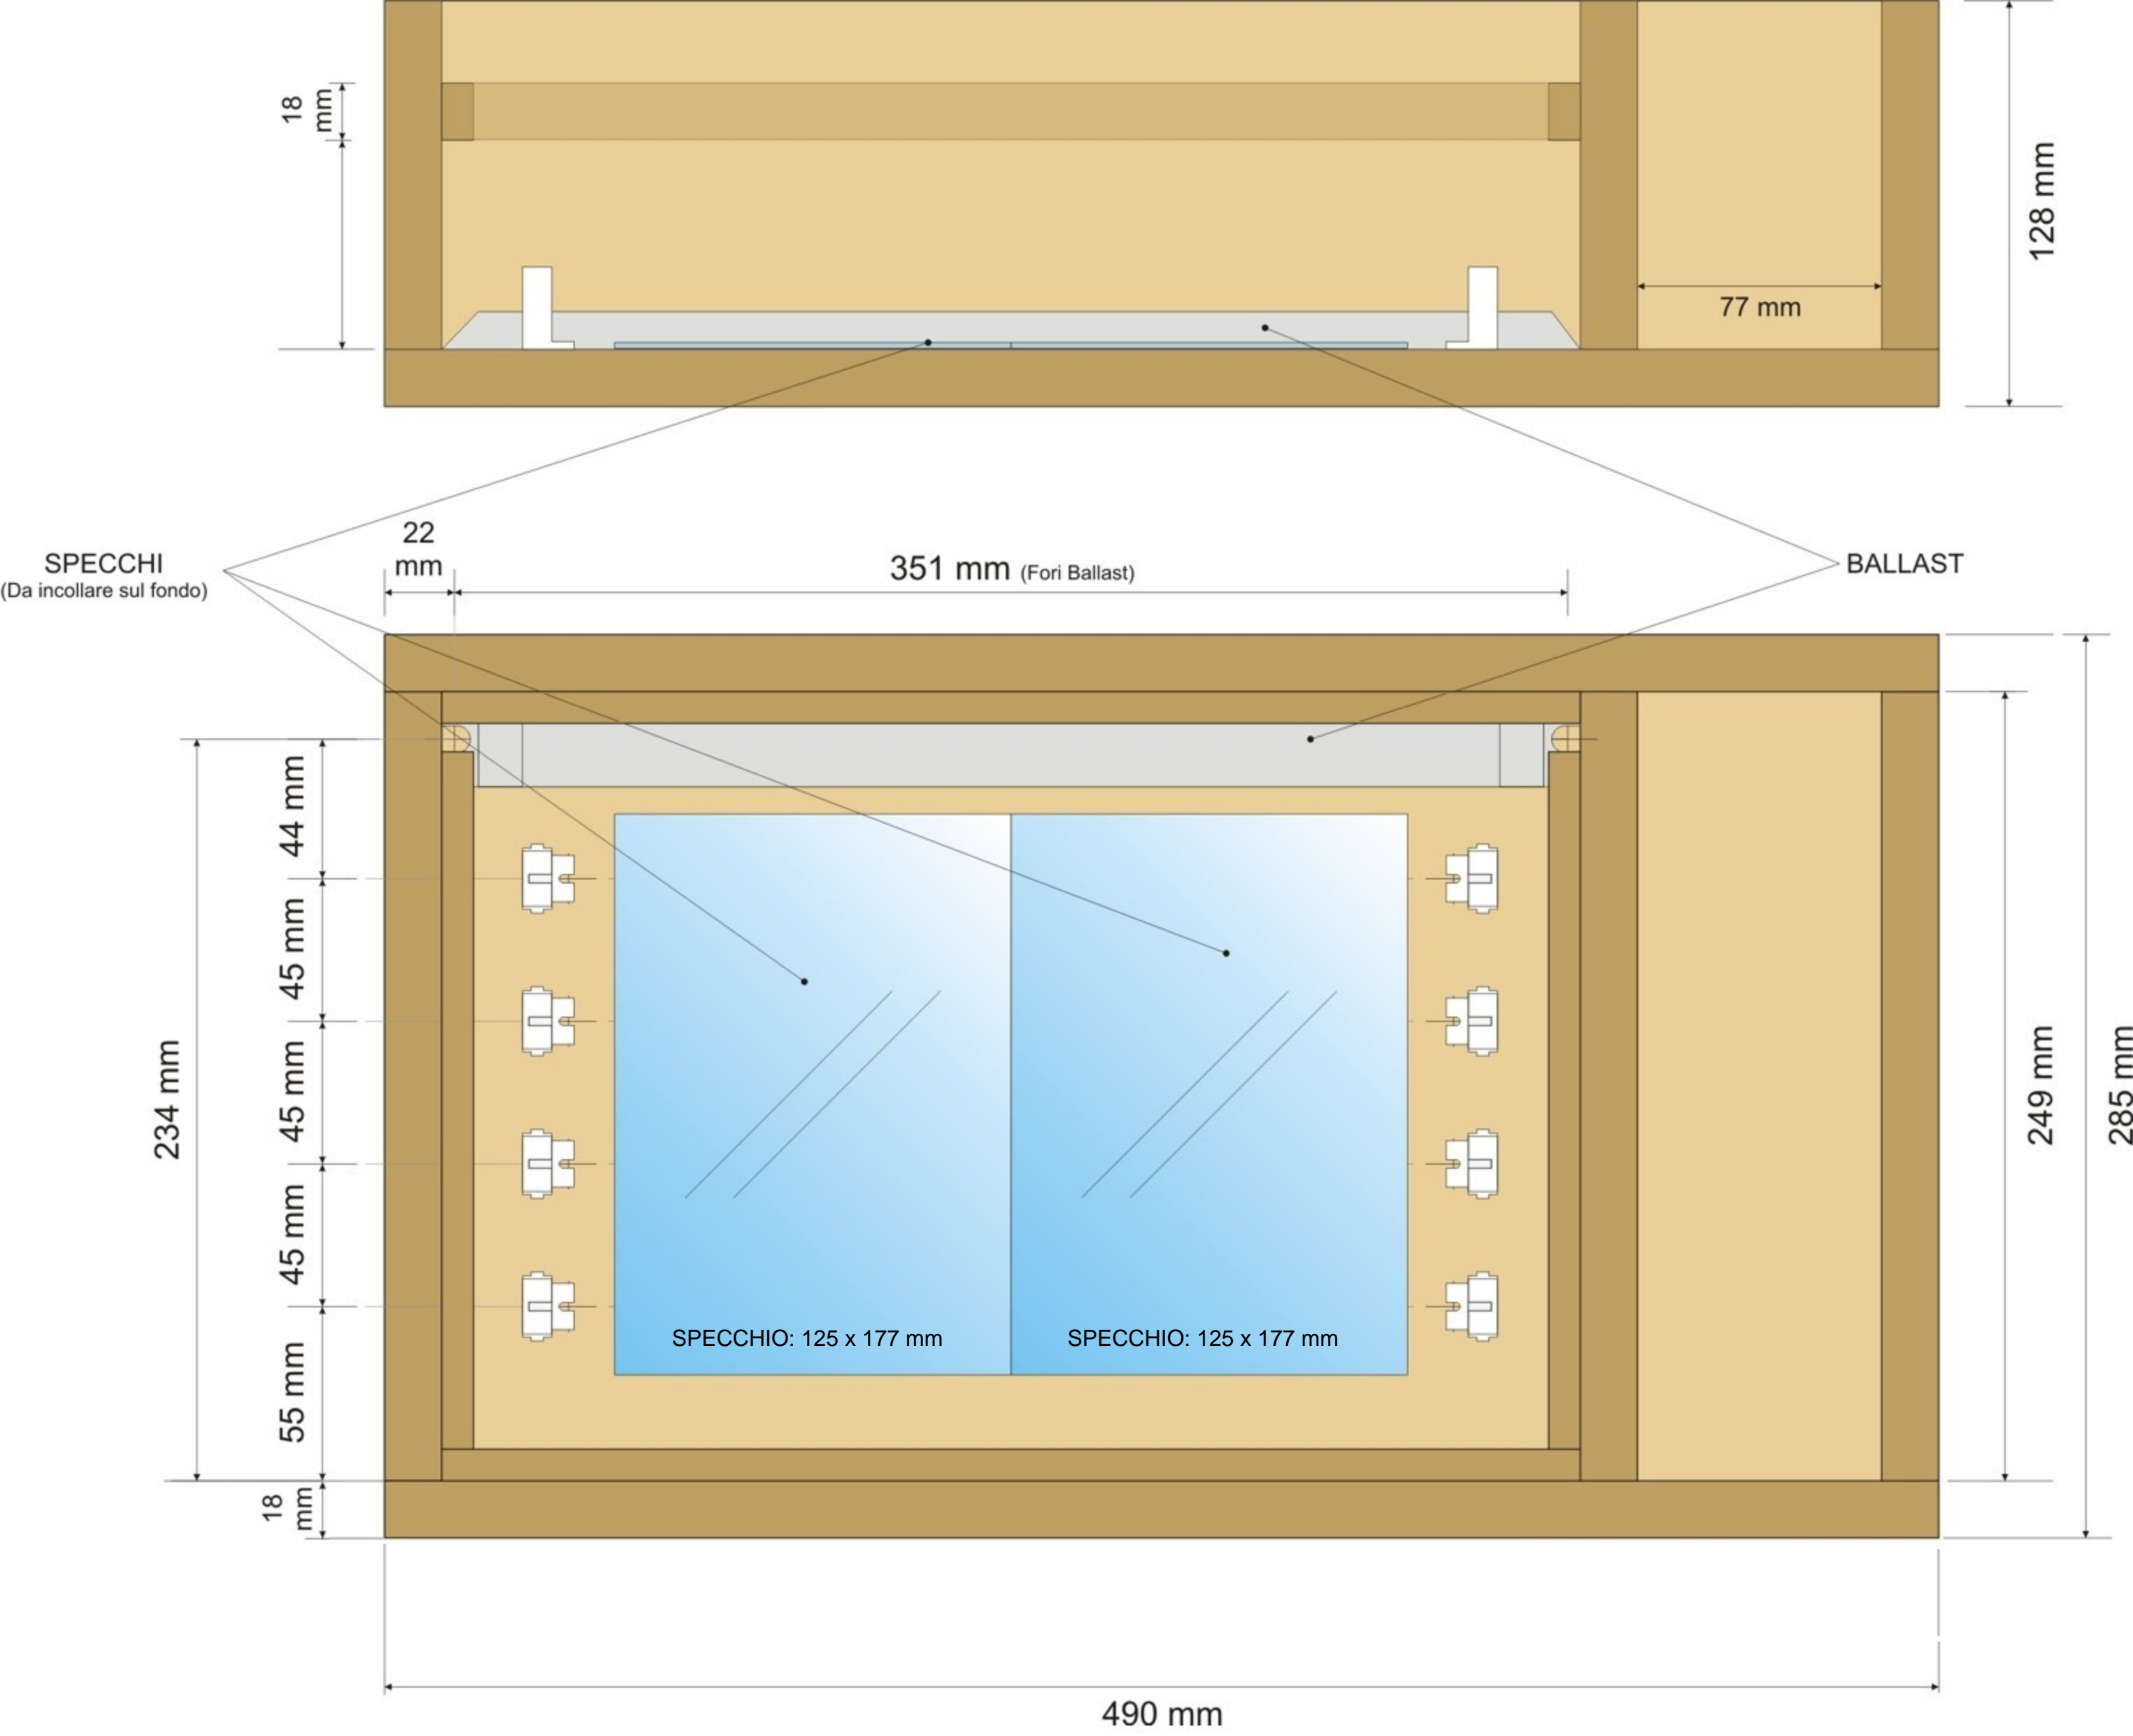 18
mm
128 mm
77 mm
22
mm
SPECCHI
(Da incollare sul fondo)
351 mm (Fori Ballast)
BALLAST
44 mm
45 mm
45 mm
45 mm
55 mm
234 mm
18
mm
249 mm
285 mm
SPECCHIO: 125 x 177 mm
SPECCHIO: 125 x 177 mm
490 mm